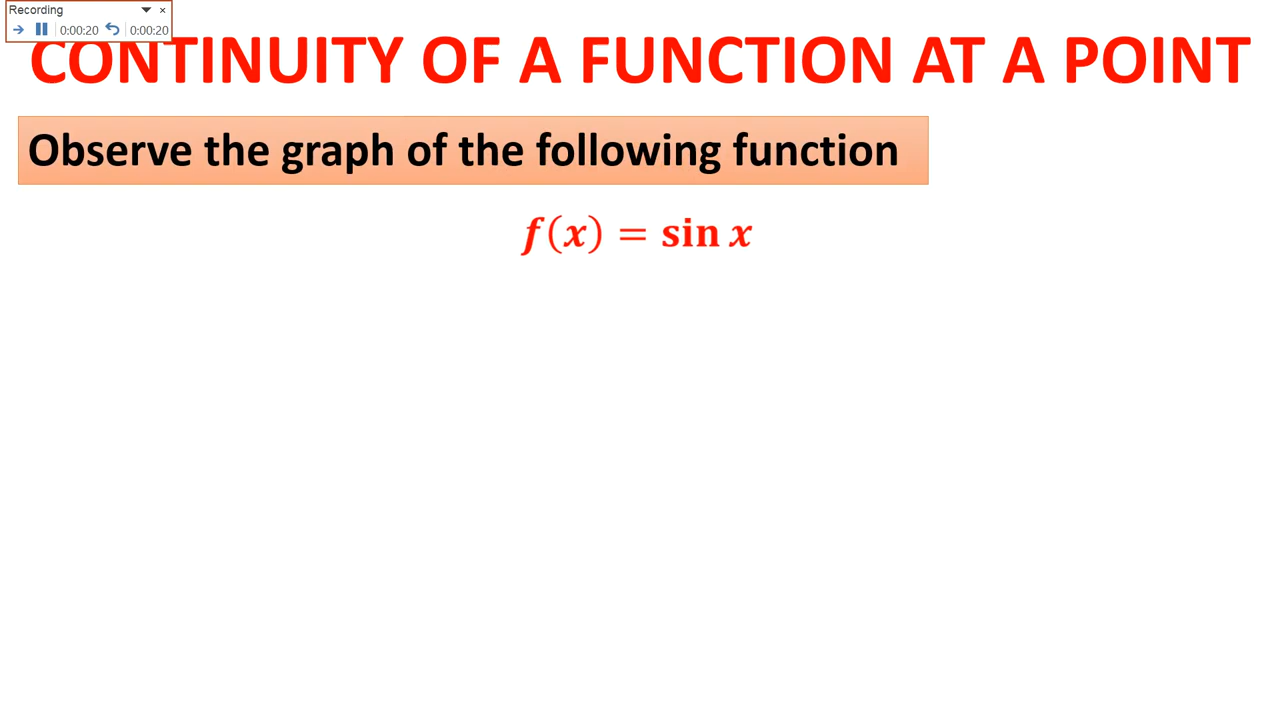 Recording
0:00:20 0:00:20
CONTINUITY OF A FUNCTION AT A POINT
Observe the graph of the following function
f(x) = sin x